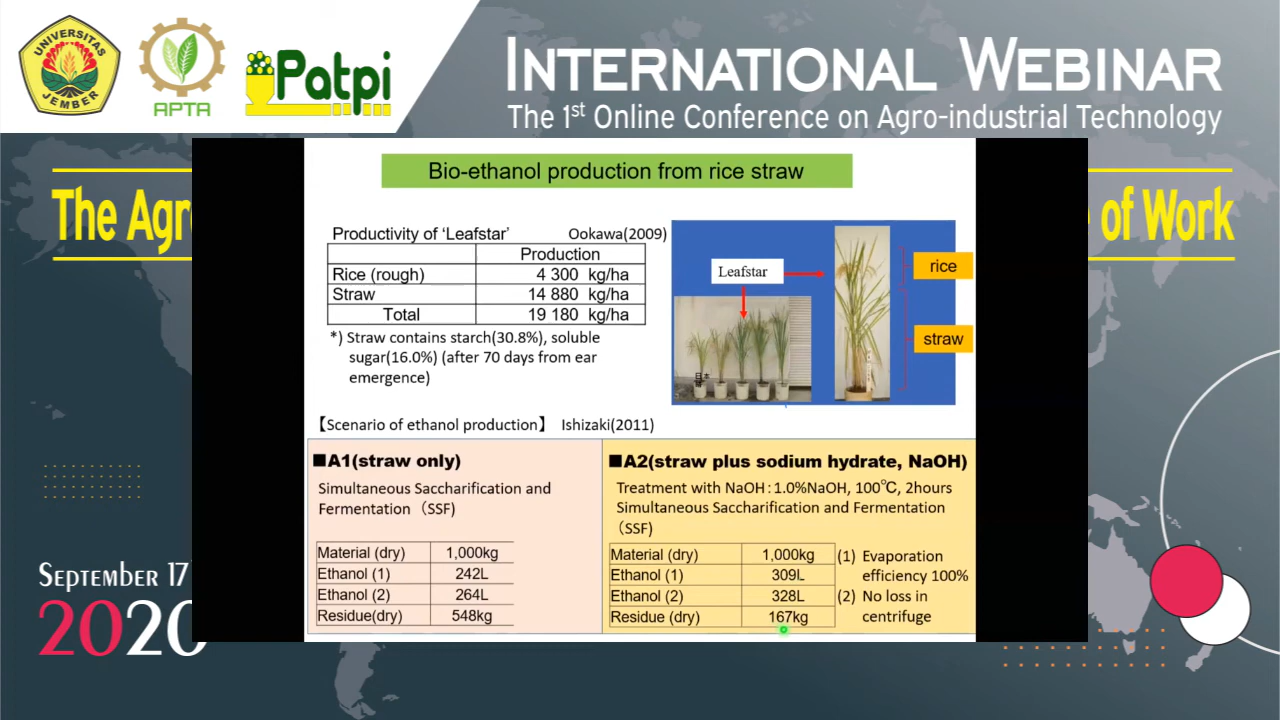 UNIVERSITAS
JEMBER
APTA
Patpi
INTERNATIONAL WEBINAR
The 1st Online Conference on Agro-industrial Technology
The Agr
e of Work
Bio-ethanol production from rice straw
Productivity of ‘Leafstar’ Ookawa(2009)
Production
Rice (rough) 4 300 kg/ha
Straw 14 880 kg/ha
Total 19 180 kg/ha
*) Straw contains starch(30.8%), soluble
sugar(16.0%) (after 70 days from ear
emergence)
Leafstar
rice
straw
【Scenario of ethanol production】 Ishizaki(2011)
■A1(straw only)
Simultaneous Saccharification and
Fermentation（SSF)
Material (dry) 1,000kg
Ethanol (1) 242L
Ethanol (2) 264L
Residue(dry) 548kg
■A2(straw plus sodium hydrate, NaOH)
Treatment with NaOH：1.0%NaOH, 100℃, 2hours
Simultaneous Saccharification and Fermentation
（SSF)
Material (dry) 1,000kg
Ethanol (1) 309L
Ethanol (2) 328L
Residue (dry) 167kg
(1) Evaporation
efficiency 100%
(2) No loss in
centrifuge
SEPTEMBER 17
2020